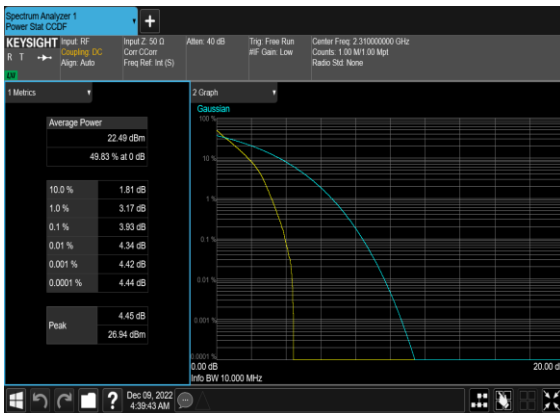 Spectrum Analyzer 1
Power Stat CCDF
+
KEYSIGHT
R T
LV
Input: RF
Coupling: DC
Align: Auto
Input Z: 50 Ω
Corr CCorr
Freq Ref: Int (S)
Atten: 40 dB
Trig: Free Run
#IF Gain: Low
Center Freq: 2.310000000 GHz
Counts: 1.00 M/1.00 Mpt
Radio Std: None
1 Metrics
Average Power
22.49 dBm
49.83 % at 0 dB
10.0 % 1.81 dB
1.0 % 3.17 dB
0.1 % 3.93 dB
0.01 % 4.34 dB
0.001 % 4.42 dB
0.0001 % 4.44 dB
Peak
4.45 dB
26.94 dBm
2 Graph
Gaussian
100 %
10 %
1 %
0.1 %
0.01 %
0.001 %
0.0001 %
0.00 dB
20.00 d
Info BW 10.000 MHz
?
Dec 09, 2022
4:39:43 AM